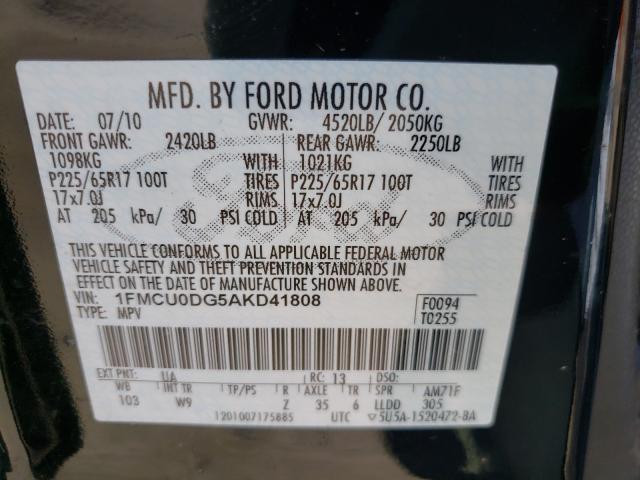 MFD. BY FORD MOTOR CO.
DATE: 07/10 GVWR: 4520LB/ 2050KG
FRONT GAWR: 2420LB REAR GAWR: 2250LB
1098KG WITH 1021KG WITH
P225/65R17 100T TIRES P225/65R17 100T TIRES
17x7.0J RIMS 17x7.0J RIMS
AT 205 kPa/ 30 PSI COLD AT 205 kPa/ 30 PSI COLD
THIS VEHICLE CONFORMS TO ALL APPLICABLE FEDERAL MOTOR
VEHICLE SAFETY AND THEFT PREVENTION STANDARDS IN
EFFECT ON THE DATE OF MANUFACTURE SHOWN ABOVE.
VIN: 1FMCU0DG5AKD41808 F0094
TYPE: MPV T0255
EXT PNT: UA RC: 13 DSO:
WB INT TR TP/PS R AXLE TR SPR AM71F
103 W9 Z 35 6 LLDD 305
1201007175885 UTC ▽5U5A-1520472-BA
Ford